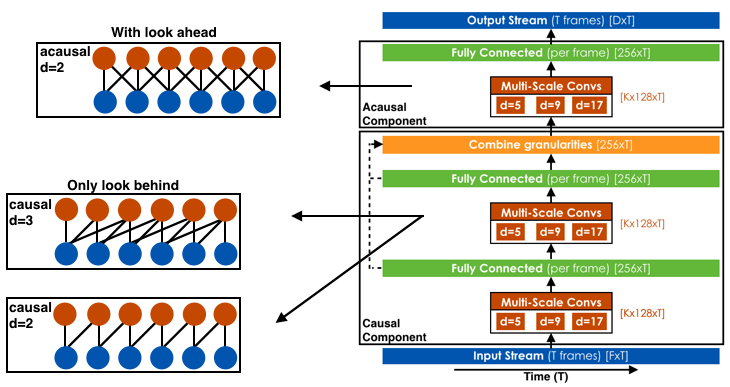 With look ahead
acausal
d=2
Only look behind
causal
d=3
causal
d=2
Output Stream (T frames) [DxT]
Fully Connected (per frame) [256xT]
Multi-Scale Convs
d=5 d=9 d=17
[Kx128xT]
Acausal
Component
Combine granularities [256xT]
Fully Connected (per frame) [256xT]
Multi-Scale Convs
d=5 d=9 d=17
[Kx128xT]
Fully Connected (per frame) [256xT]
Multi-Scale Convs
d=5 d=9 d=17
[Kx128xT]
Causal
Component
Input Stream (T frames) [FxT]
Time (T)